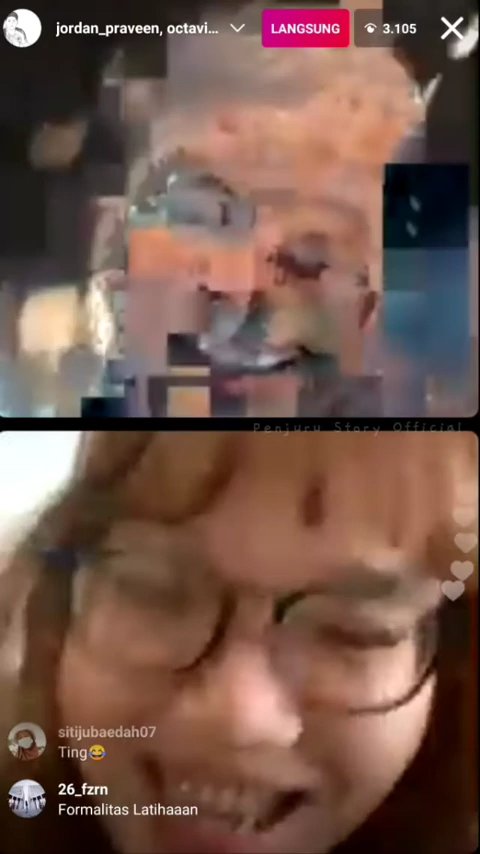 jordan_praveen, octavi...
LANGSUNG
3.105
Penjuru Story Official
sitijubaedah07
Ting😂
26_fzrn
Formalitas Latihaaan